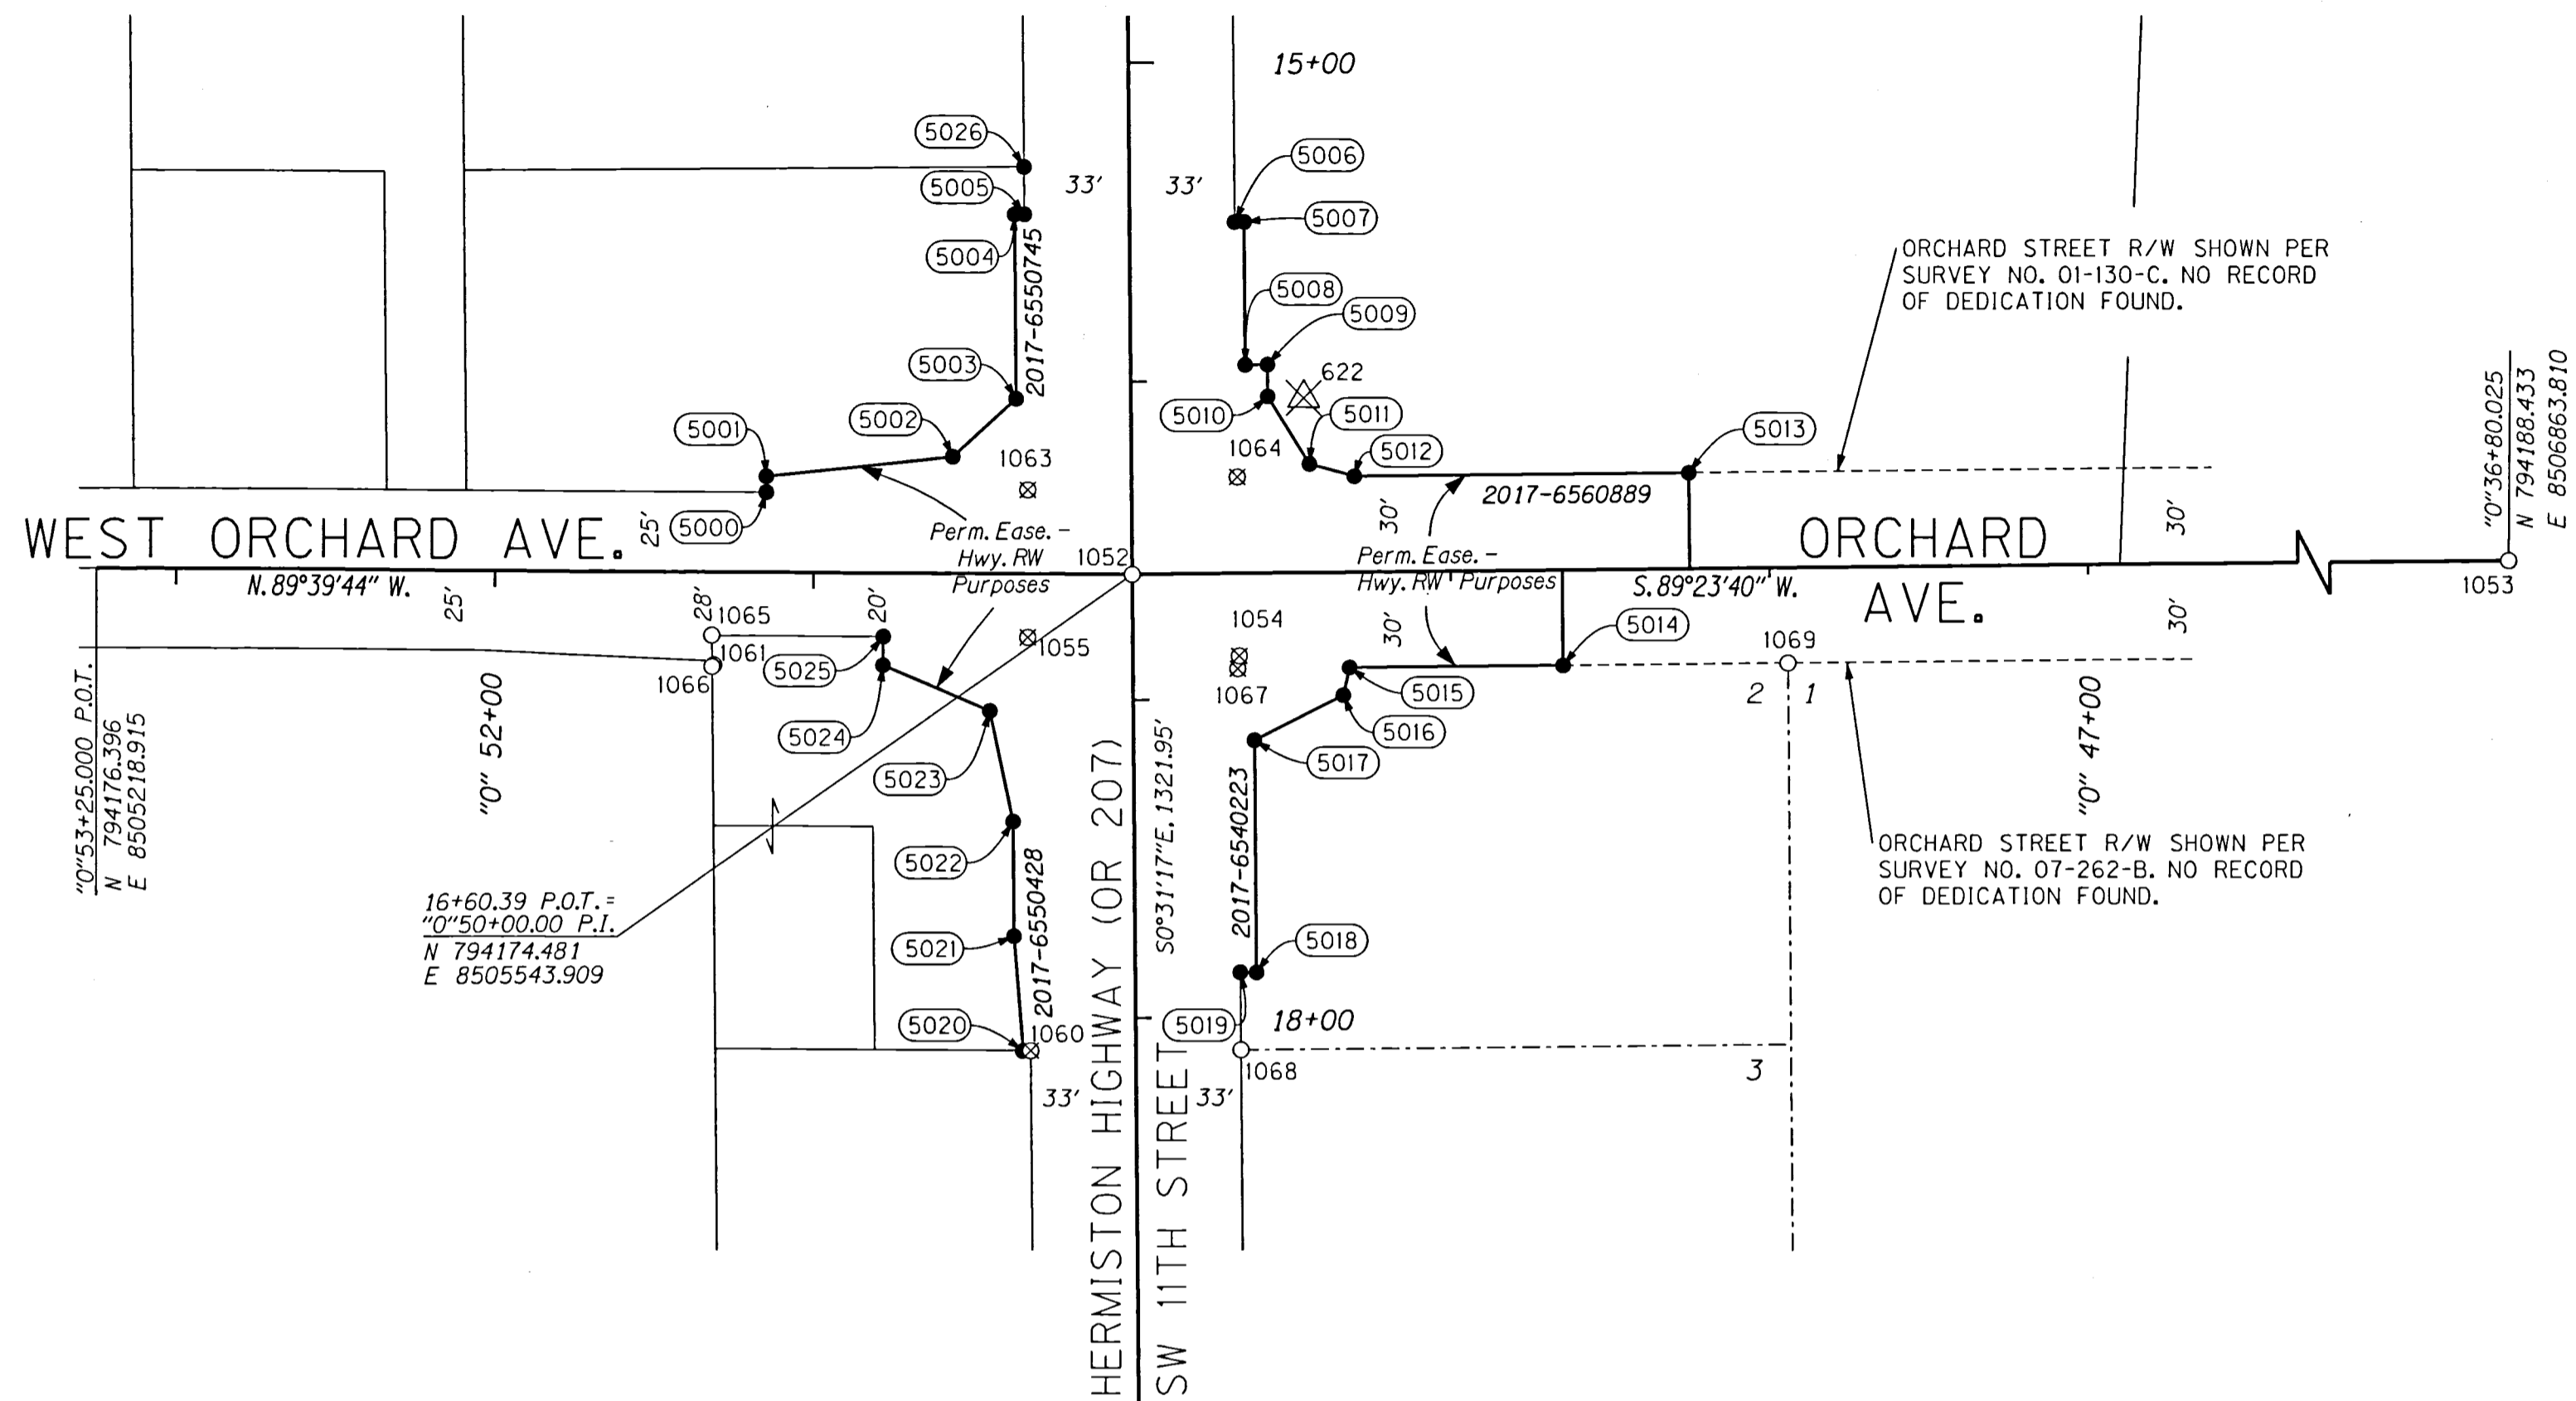 15+00
5026
5006
33'
33'
5005
5007
5004
2017-6550745
ORCHARD STREET R/W SHOWN PER
SURVEY NO. 01-130-C. NO RECORD
OF DEDICATION FOUND.
5008
5009
5003
622
5002
5010
5011
5001
1063
1064
5012
5013
"0"36+80.025
N 794188.433
E 8506863.810
2017-6560889
5000
25'
30'
30'
WEST ORCHARD AVE.
Perm. Ease. -
Hwy. RW
Purposes
1052
Perm. Ease. -
Hwy. RW Purposes
ORCHARD
AVE.
N. 89°39'44" W.
S. 89°23'40" W.
1053
25'
28'
20'
1065
1054
30'
5014
30'
1055
1069
1061
5025
1066
1067
5015
2
1
"0"53+25.000 P.O.T.
N 794176.396
E 8505218.915
"0" 52+00
5024
5016
"0" 47+00
5023
5017
S0°31'17"E, 1321.95'
2017-6540223
5022
ORCHARD STREET R/W SHOWN PER
SURVEY NO. 07-262-B. NO RECORD
OF DEDICATION FOUND.
16+60.39 P.O.T. =
"0"50+00.00 P.I.
N 794174.481
E 8505543.909
2017-6550428
5021
5018
5020
1060
5019
18+00
1068
3
33'
33'
HERMISTON HIGHWAY (OR 207)
SW 11TH STREET